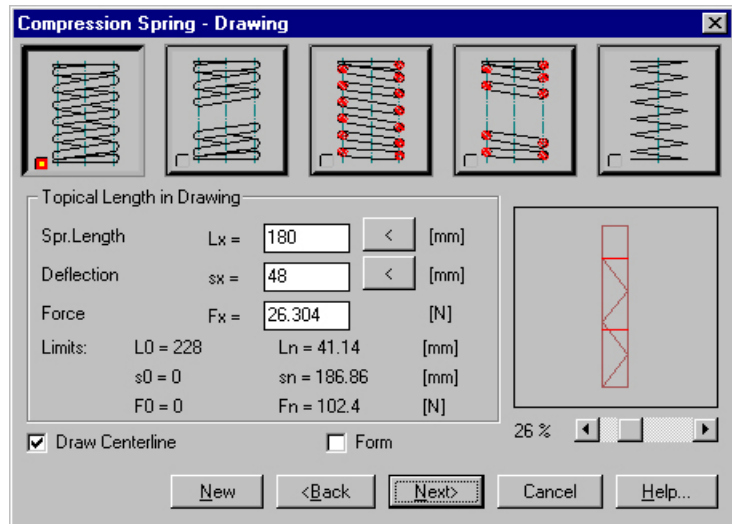 Compression Spring - Drawing
Topical Length in Drawing
Spr.Length Lx = 180 < [mm]
Deflection sx = 48 < [mm]
Force Fx = 26.304 [N]
Limits: L0 = 228 Ln = 41.14 [mm]
s0 = 0 sn = 186.86 [mm]
F0 = 0 Fn = 102.4 [N]
26 %
Draw Centerline Form
New <Back Next> Cancel Help...